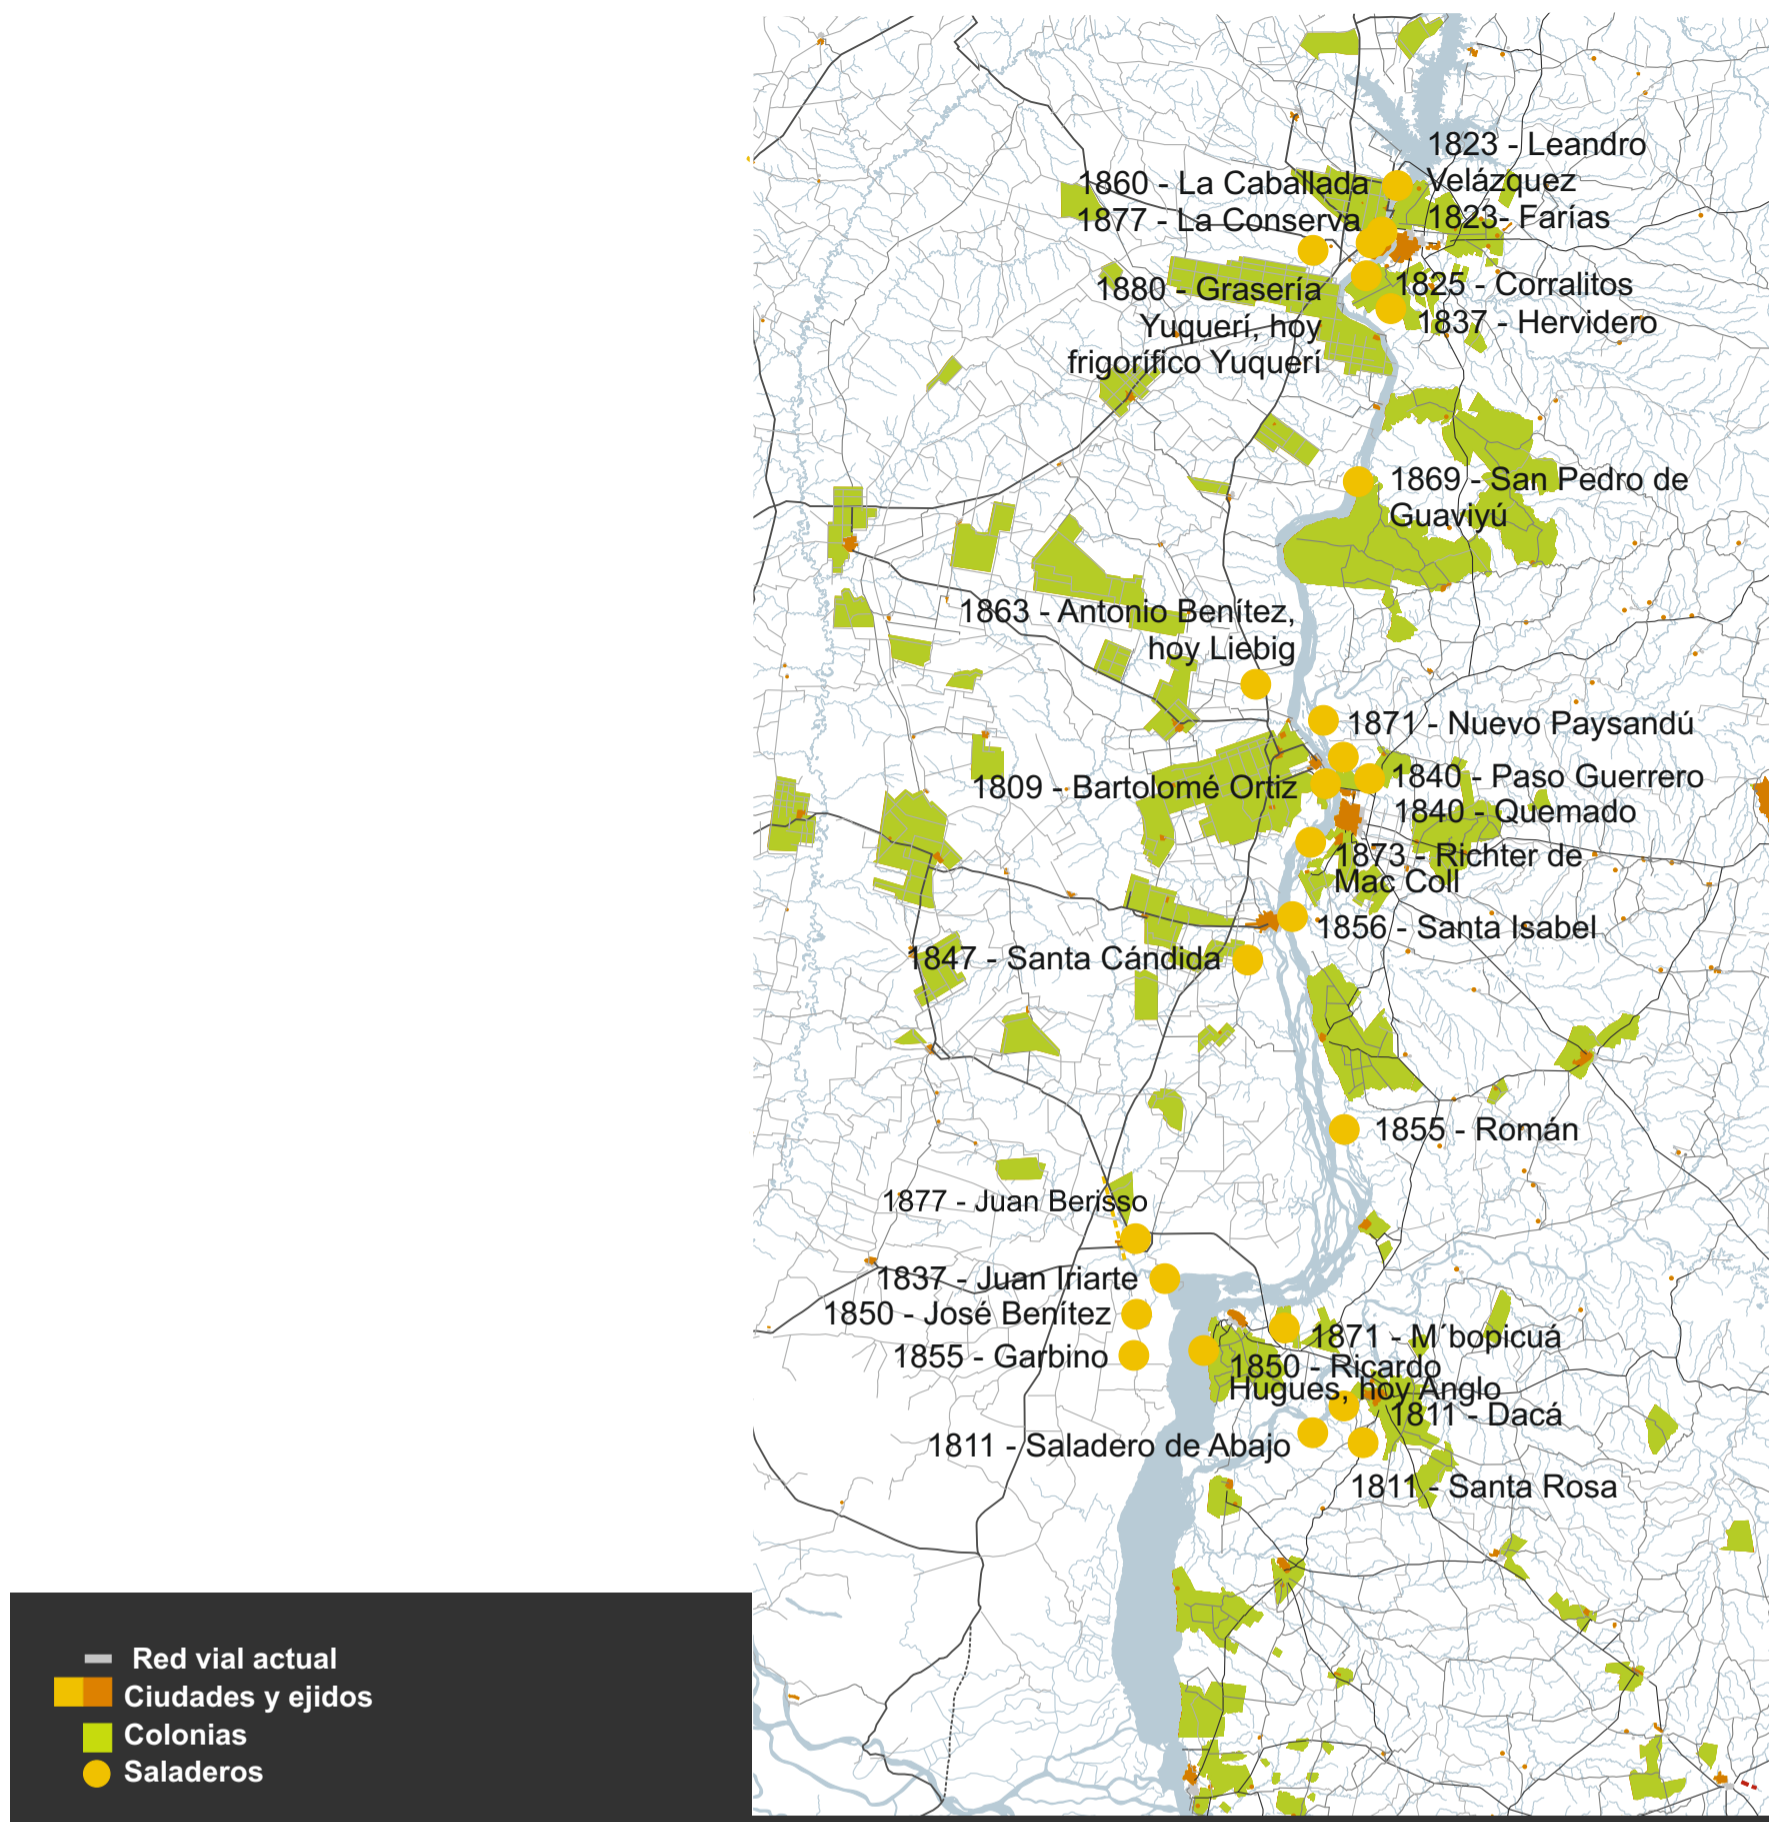 1823 - Leandro
Velázquez
1860 - La Caballada
1877 - La Conserva
1823- Farías
1880 - Grasería
Yuquerí, hoy
frigorífico Yuquerí
1825 - Corralitos
1837 - Hervidero
1869 - San Pedro de
Guaviyú
1863 - Antonio Benítez,
hoy Liebig
1871 - Nuevo Paysandú
1809 - Bartolomé Ortiz
1840 - Paso Guerrero
1840 - Quemado
1873 - Richter de
Mac Coll
1856 - Santa Isabel
1847 - Santa Cándida
1855 - Román
1877 - Juan Berisso
1837 - Juan Iriarte
1850 - José Benítez
1855 - Garbino
1871 - M´bopicuá
1850 - Ricardo
Hugues, hoy Anglo
1811 - Dacá
1811 - Saladero de Abajo
1811 - Santa Rosa
Red vial actual
Ciudades y ejidos
Colonias
Saladeros